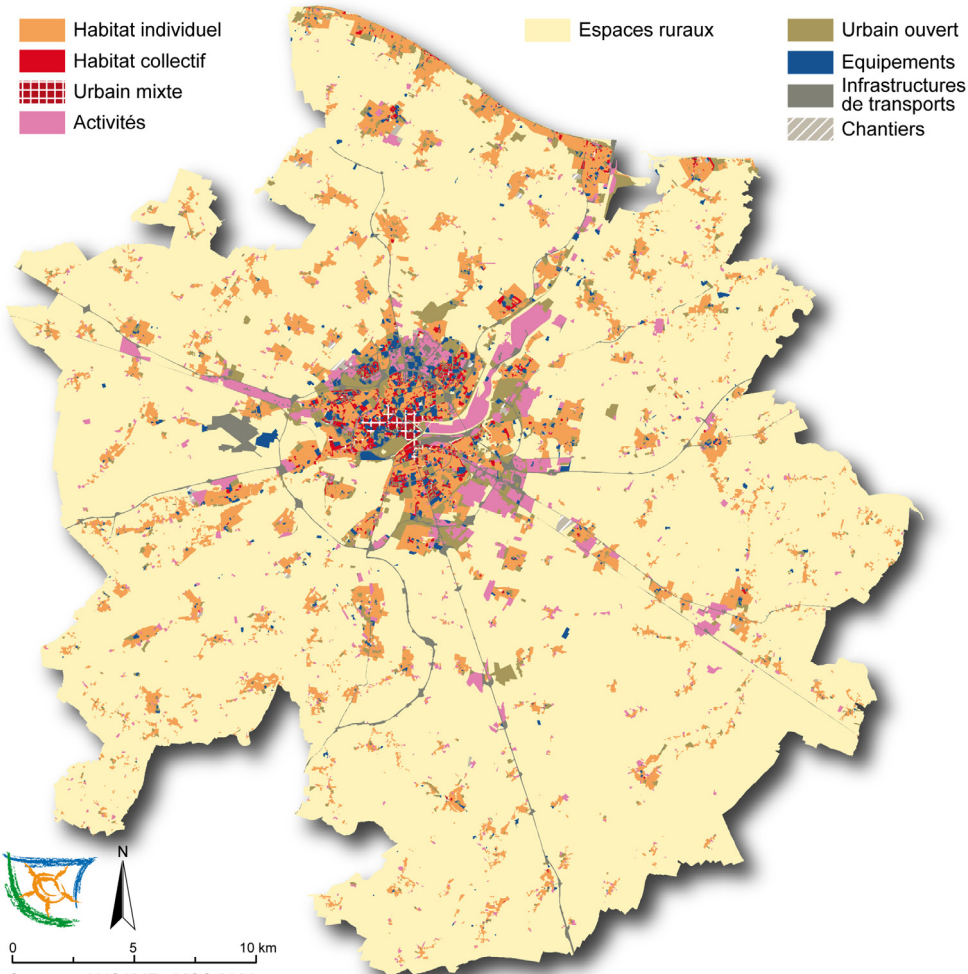 Habitat individuel
Habitat collectif
Urbain mixte
Activités
Espaces ruraux
Urbain ouvert
Equipements
Infrastructures
de transports
Chantiers
N
0 5 10 km